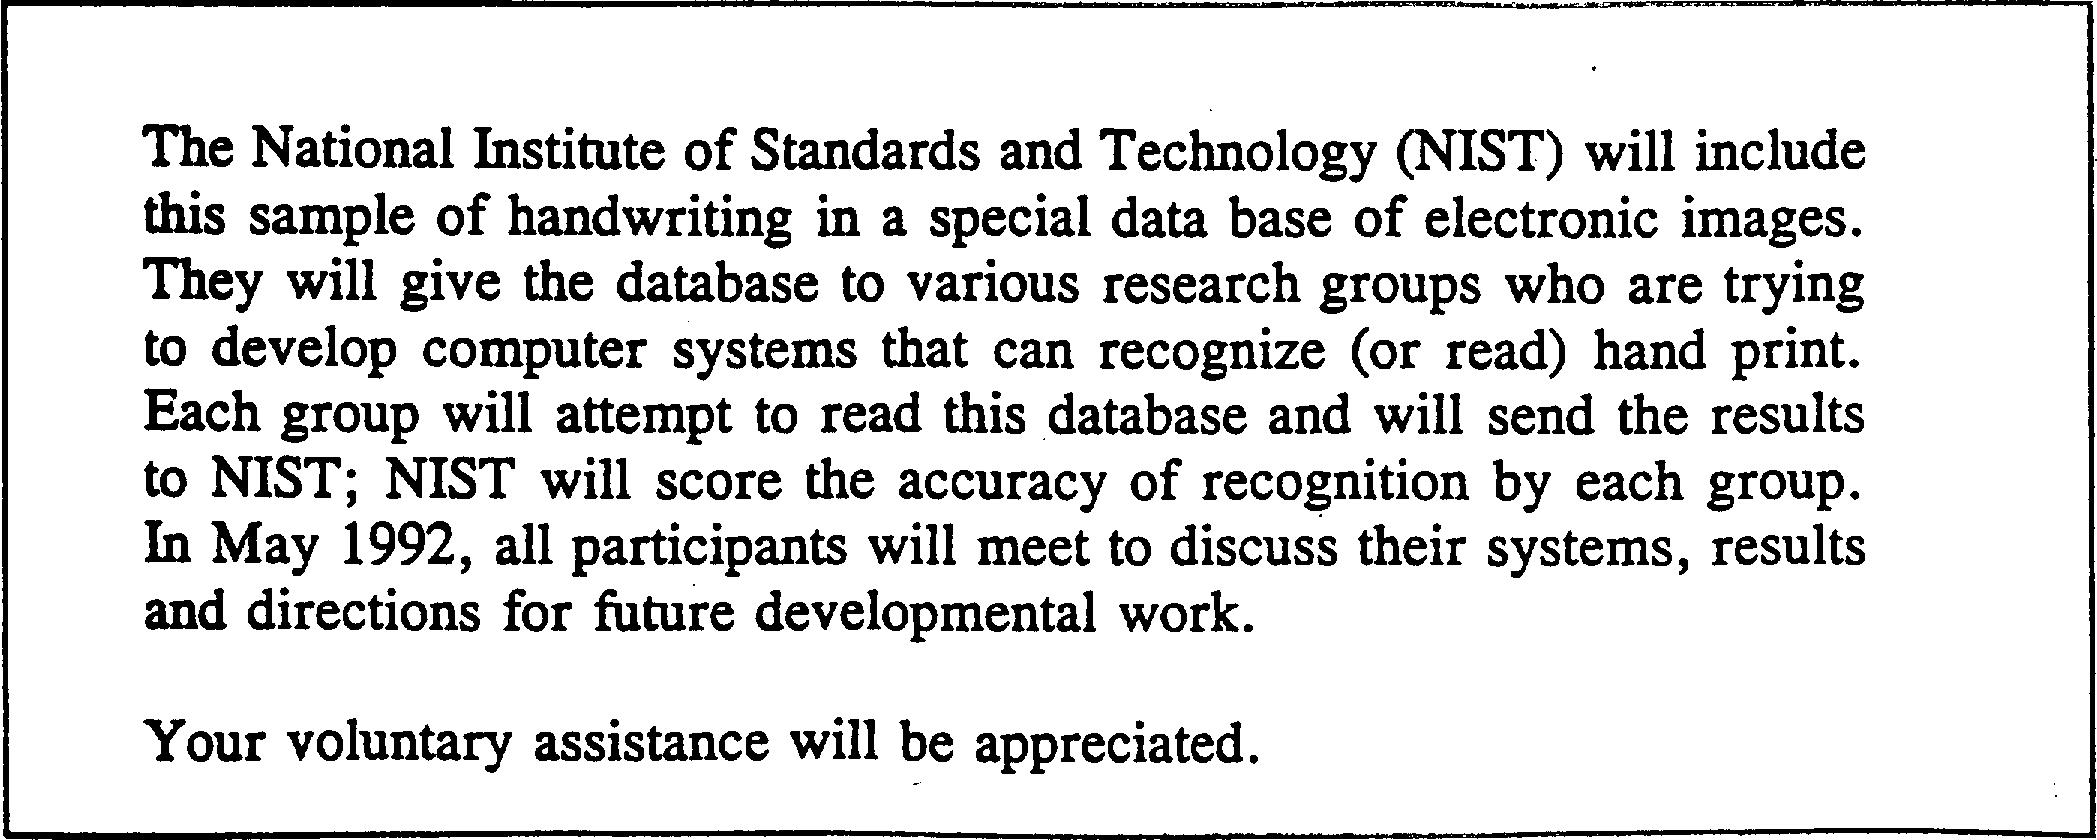 The National Institute of Standards and Technology (NIST) will include
this sample of handwriting in a special data base of electronic images.
They will give the database to various research groups who are trying
to develop computer systems that can recognize (or read) hand print.
Each group will attempt to read this database and will send the results
to NIST; NIST will score the accuracy of recognition by each group.
In May 1992, all participants will meet to discuss their systems, results
and directions for future developmental work.
Your voluntary assistance will be appreciated.